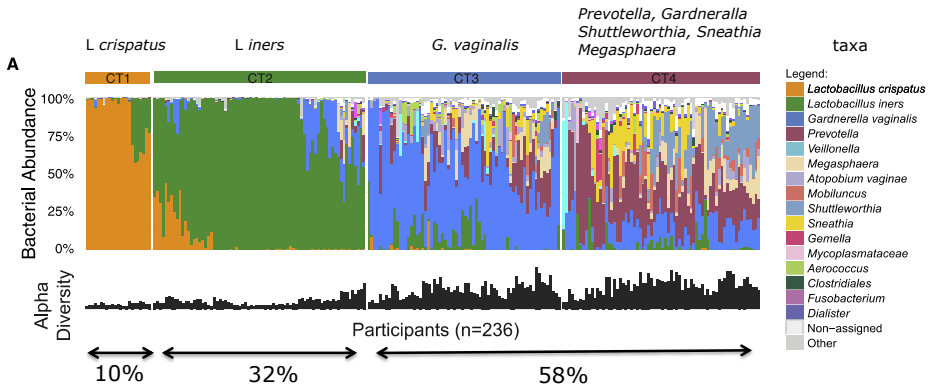 Prevotella, Gardneralla
Shuttleworthia, Sneathia
Megasphaera
L crispatus
L iners
G. vaginalis
taxa
A
CT1
CT2
CT3
CT4
Bacterial Abundance
100%
75%
50%
25%
0%
Alpha
Diversity
Participants (n=236)
10%
32%
58%
Legend:
Lactobacillus crispatus
Lactobacillus iners
Gardnerella vaginalis
Prevotella
Veillonella
Megasphaera
Atopobium vaginae
Mobiluncus
Shuttleworthia
Sneathia
Gemella
Mycoplasmataceae
Aerococcus
Clostridiales
Fusobacterium
Dialister
Non−assigned
Other